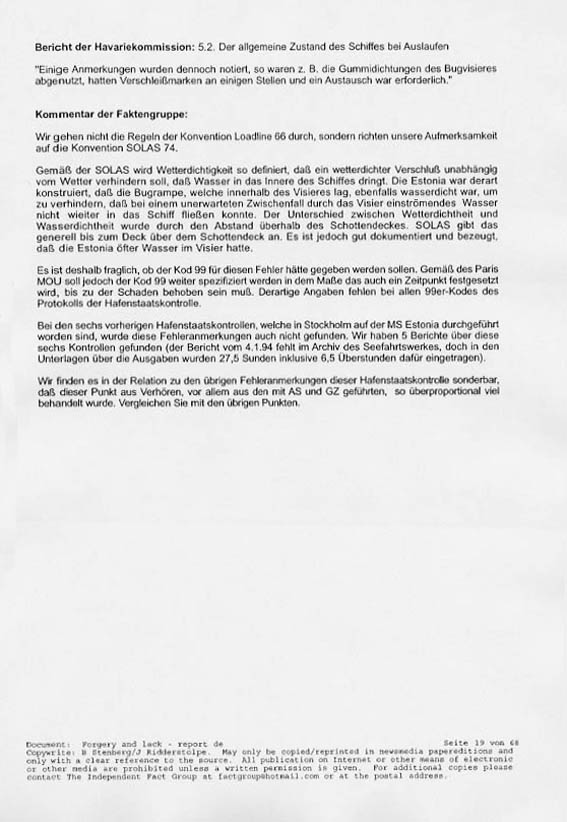 Bericht der Havariekommission: 5.2. Der allgemeine Zustand des Schiffes bei Auslaufen
"Einige Anmerkungen wurden dennoch notiert, so waren z. B. die Gummidichtungen des Bugvisieres
abgenutzt, hatten Verschleißmarken an einigen Stellen und ein Austausch war erforderlich."
Kommentar der Faktengruppe:
Wir gehen nicht die Regeln der Konvention Loadline 66 durch, sondern richten unsere Aufmerksamkeit
auf die Konvention SOLAS 74.
Gemäß der SOLAS wird Wetterdichtigkeit so definiert, daß ein wetterdichter Verschluß unabhängig
vom Wetter verhindern soll, daß Wasser in das Innere des Schiffes dringt. Die Estonia war derart
konstruiert, daß die Bugrampe, welche innerhalb des Visieres lag, ebenfalls wasserdicht war, um
zu verhindern, daß bei einem unerwarteten Zwischenfall durch das Visier einströmendes Wasser
nicht wieiter in das Schiff fließen konnte. Der Unterschied zwischen Wetterdichtheit und
Wasserdichtheit wurde durch den Abstand überhalb des Schottendeckes. SOLAS gibt das
generell bis zum Deck über dem Schottendeck an. Es ist jedoch gut dokumentiert und bezeugt,
daß die Estonia öfter Wasser im Visier hatte.
Es ist deshalb fraglich, ob der Kod 99 für diesen Fehler hätte gegeben werden sollen. Gemäß des Paris
MOU soll jedoch der Kod 99 weiter spezifiziert werden in dem Maße das auch ein Zeitpunkt festgesetzt
wird, bis zu der Schaden behoben sein muß. Derartige Angaben fehlen bei allen 99er-Kodes des
Protokolls der Hafenstaatskontrolle.
Bei den sechs vorherigen Hafenstaatskontrollen, welche in Stockholm auf der MS Estonia durchgeführt
worden sind, wurde diese Fehleranmerkungen auch nicht gefunden. Wir haben 5 Berichte über diese
sechs Kontrollen gefunden (der Bericht vom 4.1.94 fehlt im Archiv des Seefahrtswerkes, doch in den
Unterlagen über die Ausgaben wurden 27,5 Sunden inklusive 6,5 Überstunden dafür eingetragen).
Wir finden es in der Relation zu den übrigen Fehleranmerkungen dieser Hafenstaatskontrolle sonderbar,
daß dieser Punkt aus Verhören, vor allem aus den mit AS und GZ geführten, so überproportional viel
behandelt wurde. Vergleichen Sie mit den übrigen Punkten.
Document: Forgery and lack - report de Seite 19 von 68
Copywrite: B Stenberg/J Ridderstolpe. May only be copied/reprinted in newsmedia papereditions and
only with a clear reference to the source. All publication on Internet or other means of electronic
or other media are prohibited unless a written permission is given. For additional copies please
contact The Independent Fact Group at factgroup@hotmail.com or at the postal address.